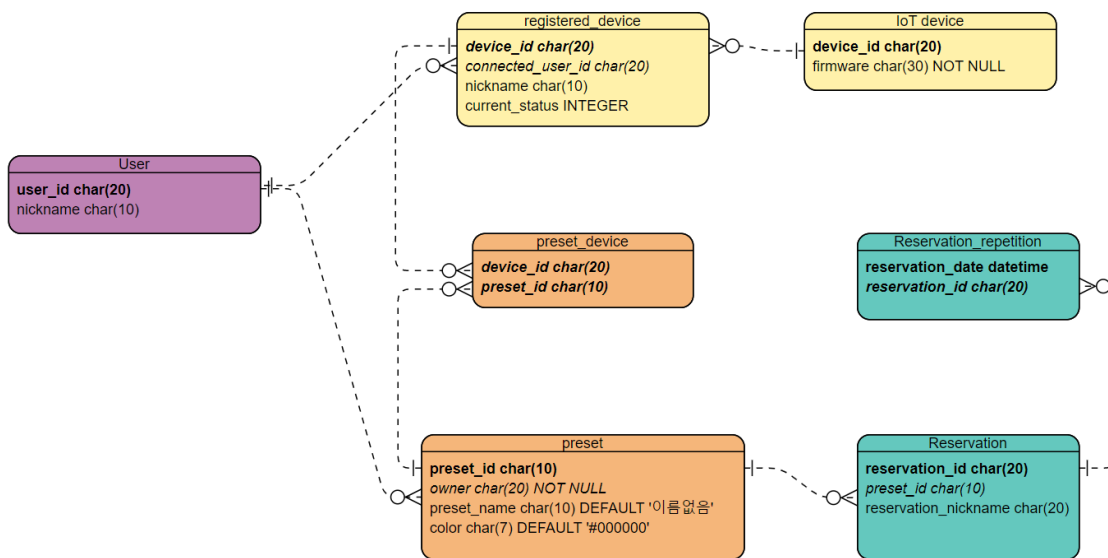 registered_device
device_id char(20)
connected_user_id char(20)
nickname char(10)
current_status INTEGER
IoT device
device_id char(20)
firmware char(30) NOT NULL
User
user_id char(20)
nickname char(10)
preset_device
device_id char(20)
preset_id char(10)
Reservation_repetition
reservation_date datetime
reservation_id char(20)
preset
preset_id char(10)
owner char(20) NOT NULL
preset_name char(10) DEFAULT '이름없음'
color char(7) DEFAULT '#000000'
Reservation
reservation_id char(20)
preset_id char(10)
reservation_nickname char(20)